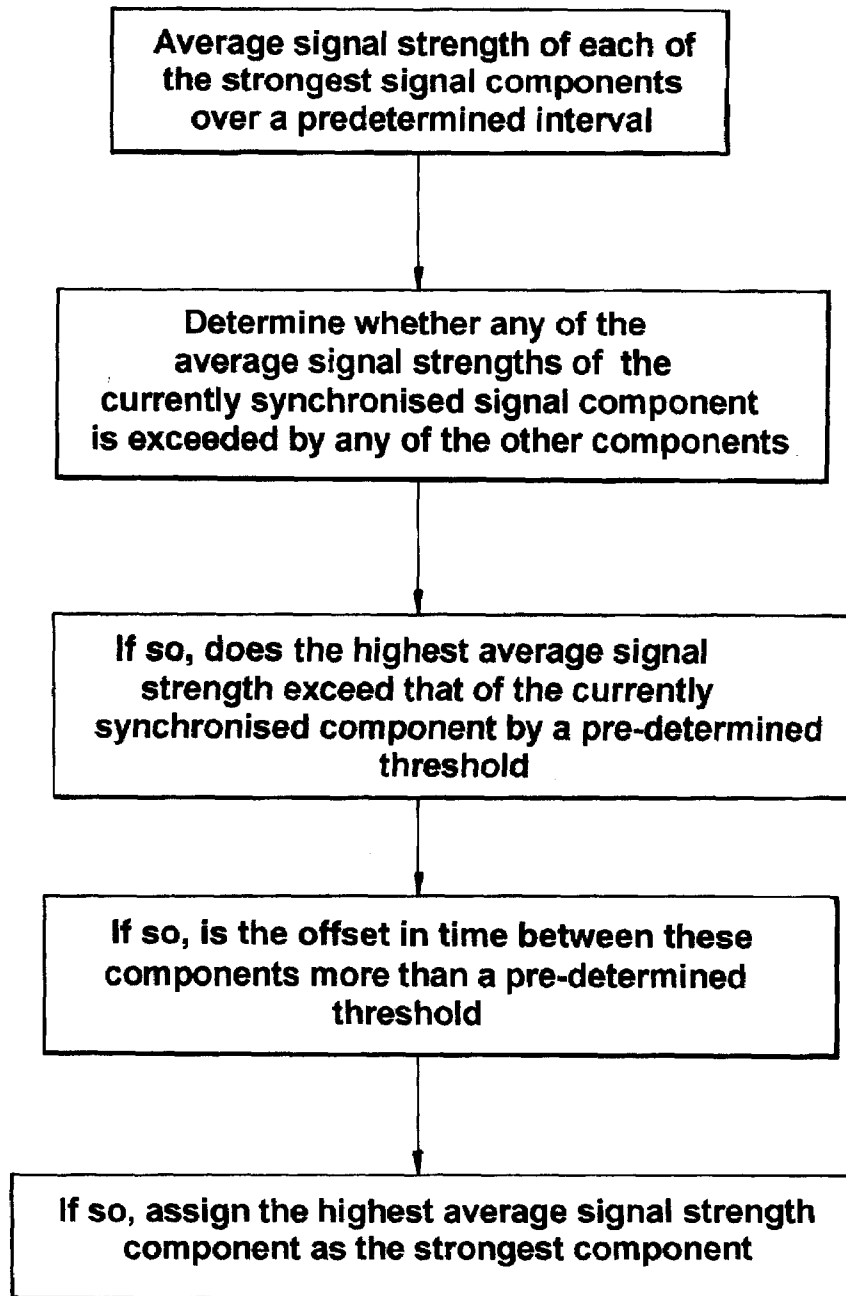 Average signal strength of each of
the strongest signal components
over a predetermined interval
Determine whether any of the
average signal strengths of the
currently synchronised signal component
is exceeded by any of the other components
If so, does the highest average signal
strength exceed that of the currently
synchronised component by a pre-determined
threshold
If so, is the offset in time between these
components more than a pre-determined
threshold
If so, assign the highest average signal strength
component as the strongest component